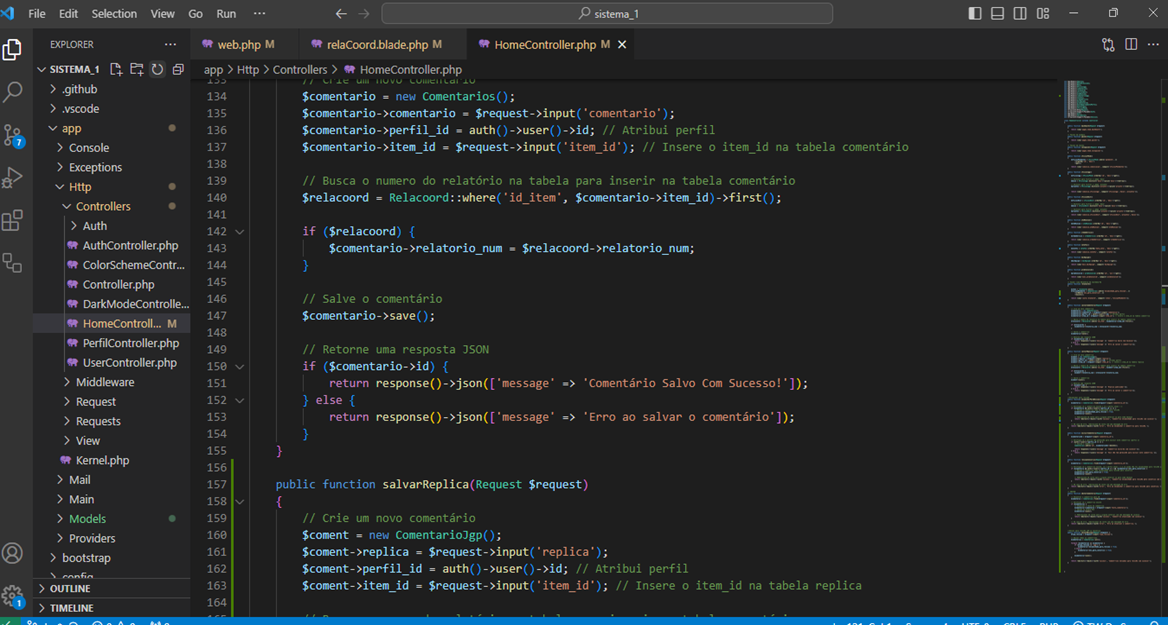 File Edit Selection View Go Run ··· sistema_1
EXPLORER ···
web.php M relaCoord.blade.php M HomeController.php M
SISTEMA_1
app > Http > Controllers > HomeController.php
.github
.vscode
app
Console
Exceptions
Http
Controllers
Auth
AuthController.php
ColorSchemeContr...
Controller.php
DarkModeControlle...
HomeControll... M
PerfilController.php
UserController.php
Middleware
Request
Requests
View
Kernel.php
Mail
Main
Models
Providers
bootstrap
config
OUTLINE
TIMELINE
7
1
133 // Crie um novo comentário
134 $comentario = new Comentarios();
135 $comentario->comentario = $request->input('comentario');
136 $comentario->perfil_id = auth()->user()->id; // Atribui perfil
137 $comentario->item_id = $request->input('item_id'); // Insere o item_id na tabela comentário
138
139 // Busca o numero do relatório na tabela para inserir na tabela comentário
140 $relacoord = Relacoord::where('id_item', $comentario->item_id)->first();
141
142 if ($relacoord) {
143 $comentario->relatorio_num = $relacoord->relatorio_num;
144 }
145
146 // Salve o comentário
147 $comentario->save();
148
149 // Retorne uma resposta JSON
150 if ($comentario->id) {
151 return response()->json(['message' => 'Comentário Salvo Com Sucesso!']);
152 } else {
153 return response()->json(['message' => 'Erro ao salvar o comentário']);
154 }
155 }
156
157 public function salvarReplica(Request $request)
158 {
159 // Crie um novo comentário
160 $coment = new ComentarioJgp();
161 $coment->replica = $request->input('replica');
162 $coment->perfil_id = auth()->user()->id; // Atribui perfil
163 $coment->item_id = $request->input('item_id'); // Insere o item_id na tabela replica
164